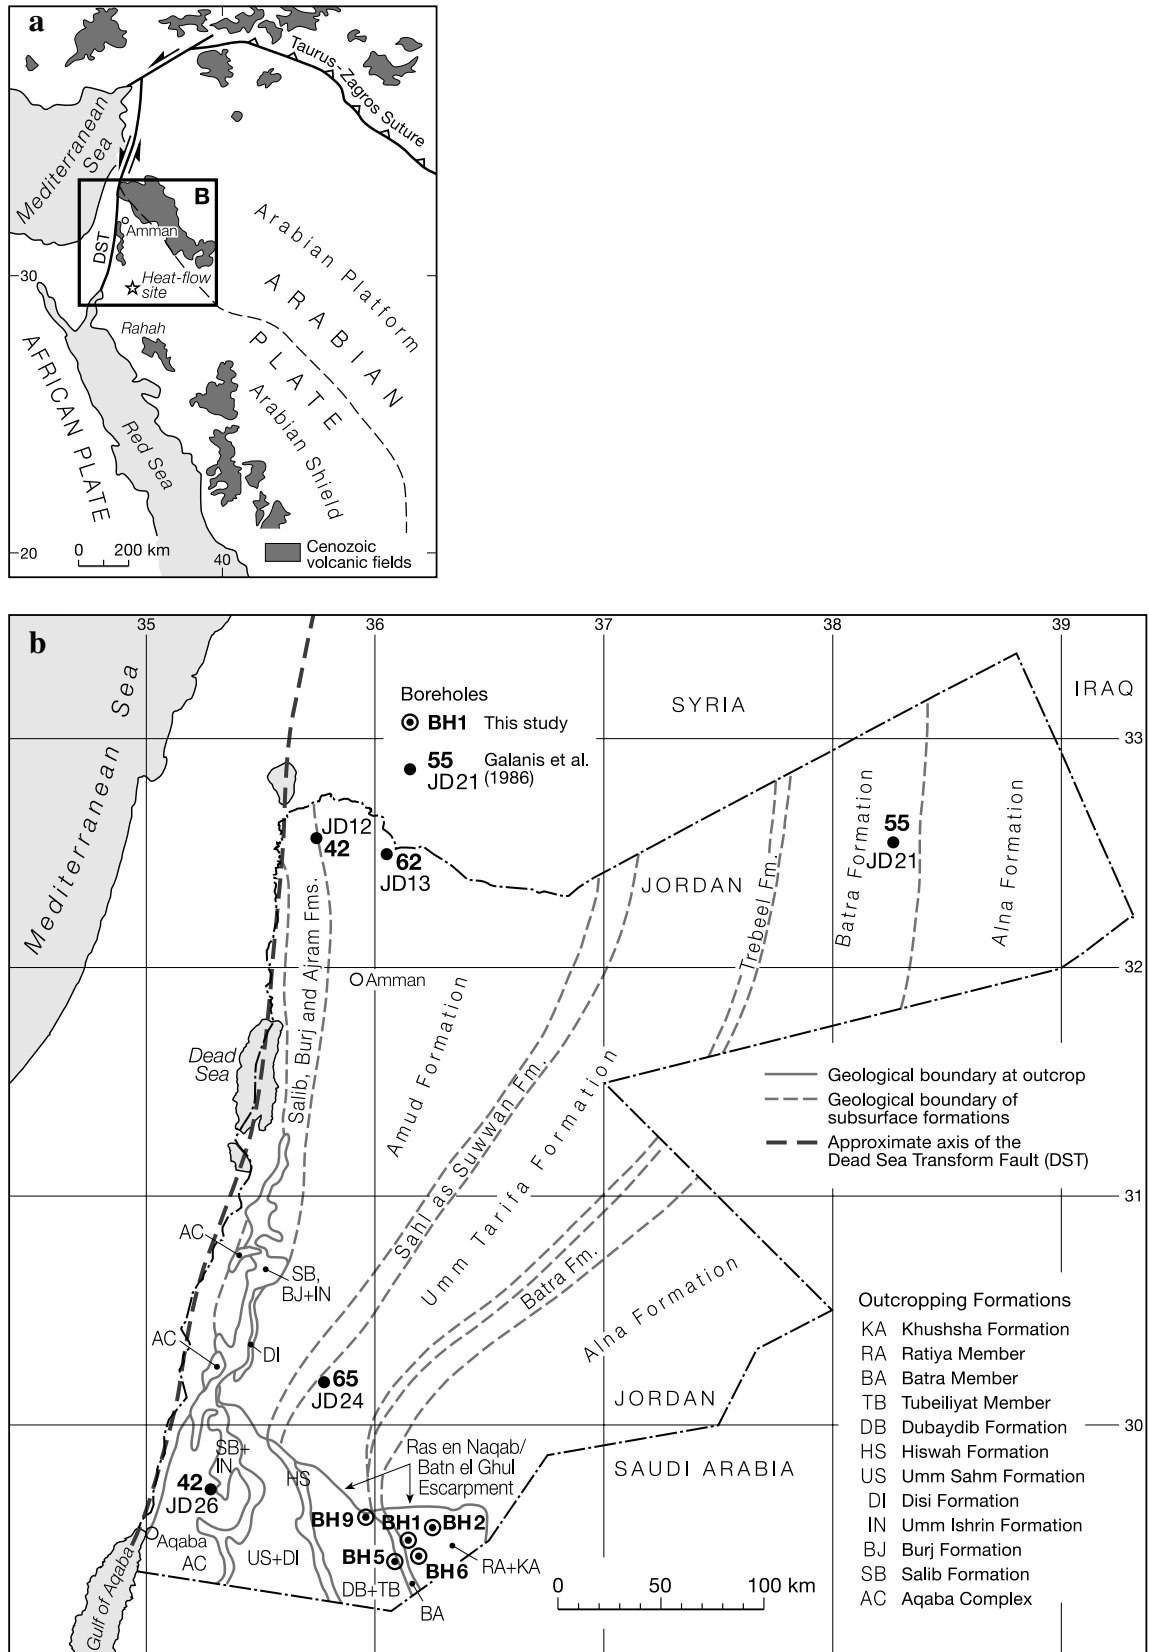 a
Taurus-Zagros Suture
Mediterranean
Sea
B
Amman
DST
Heat-flow
site
30
Arabian Platform
ARABIAN
PLATE
Arabian Shield
Rahah
AFRICAN PLATE
Red Sea
20
0 200 km
40
Cenozoic
volcanic fields
b
35 36 37 38 39
Mediterranean Sea
Boreholes
BH1 This study
55
JD21
Galanis et al.
(1986)
SYRIA
IRAQ
33
JD12
42
62
JD13
JORDAN
Trebeel Fm.
Batra Formation
55
JD21
Alna Formation
32
Salib, Burj and Ajram Fms.
Amman
Amud Formation
Dead
Sea
Sahl as Suwwan Fm.
Umm Tarifa Formation
Geological boundary at outcrop
Geological boundary of
subsurface formations
Approximate axis of the
Dead Sea Transform Fault (DST)
31
AC
SB,
BJ+IN
Batra Fm.
Alna Formation
AC
DI
65
JD24
JORDAN
30
SB+
IN
HS
Ras en Naqab/
Batn el Ghul
Escarpment
SAUDI ARABIA
42
JD26
BH9
BH1
BH2
Aqaba
AC
US+DI
BH5
BH6
RA+KA
DB+TB
BA
Gulf of Aqaba
0 50 100 km
Outcropping Formations
KA Khushsha Formation
RA Ratiya Member
BA Batra Member
TB Tubeiliyat Member
DB Dubaydib Formation
HS Hiswah Formation
US Umm Sahm Formation
DI Disi Formation
IN Umm Ishrin Formation
BJ Burj Formation
SB Salib Formation
AC Aqaba Complex